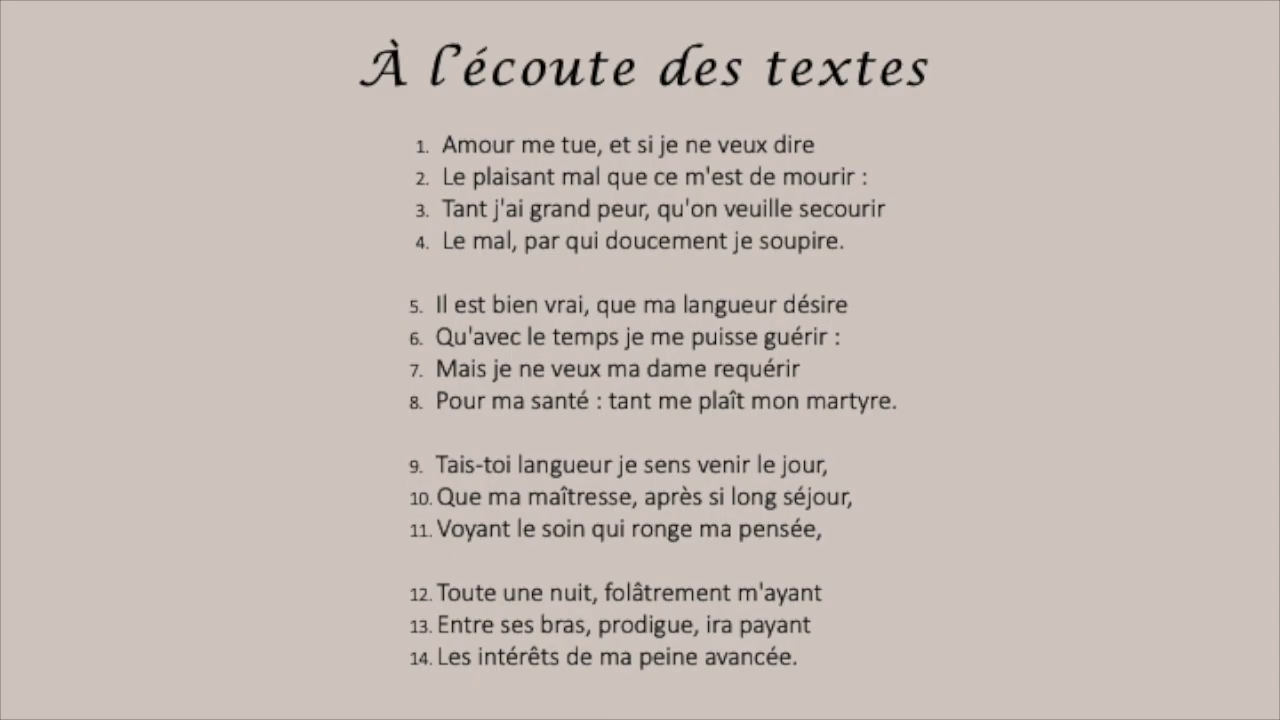 À l'écoute des textes
1. Amour me tue, et si je ne veux dire
2. Le plaisant mal que ce m'est de mourir :
3. Tant j'ai grand peur, qu'on veuille secourir
4. Le mal, par qui doucement je soupire.
5. Il est bien vrai, que ma langueur désire
6. Qu'avec le temps je me puisse guérir :
7. Mais je ne veux ma dame requérir
8. Pour ma santé : tant me plaît mon martyre.
9. Tais-toi langueur je sens venir le jour,
10. Que ma maîtresse, après si long séjour,
11. Voyant le soin qui ronge ma pensée,
12. Toute une nuit, folâtrement m'ayant
13. Entre ses bras, prodigue, ira payant
14. Les intérêts de ma peine avancée.